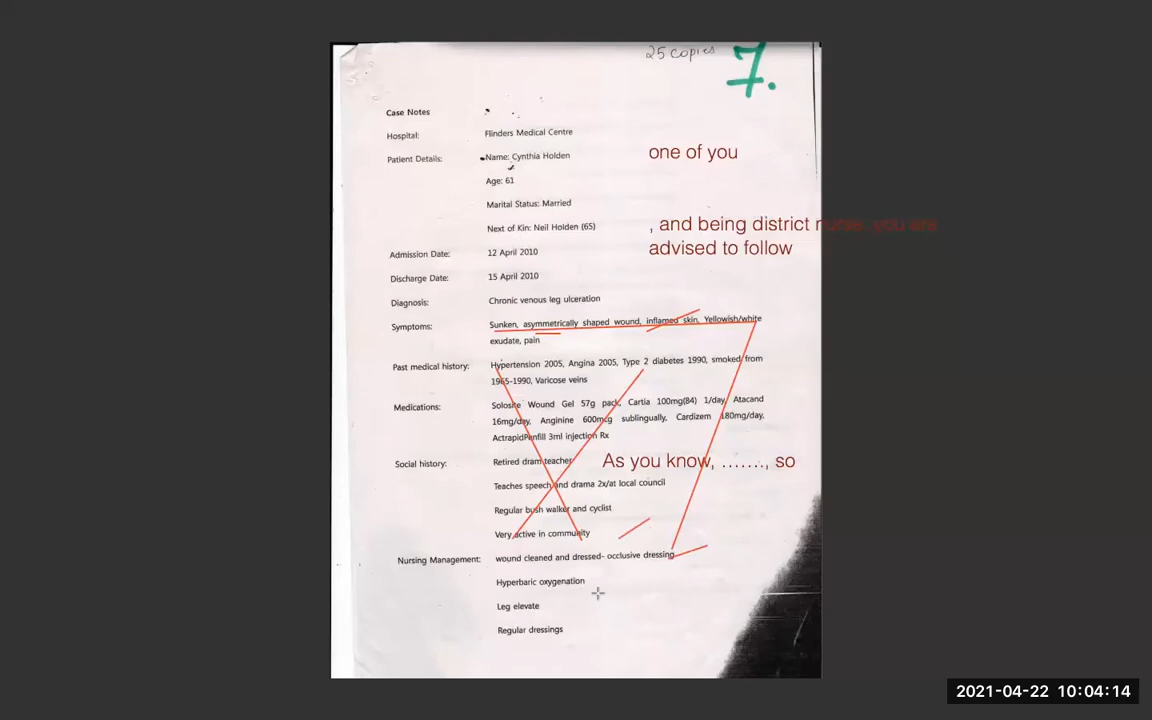 25 copies 7.
Case Notes
Hospital: Flinders Medical Centre
Patient Details: Name: Cynthia Holden
one of you
Age: 61
Marital Status: Married
Next of Kin: Neil Holden (65)
, and being district nurse, you are
advised to follow
Admission Date: 12 April 2010
Discharge Date: 15 April 2010
Diagnosis: Chronic venous leg ulceration
Symptoms: Sunken, asymmetrically shaped wound, inflamed skin, Yellowish/white
exudate, pain
Past medical history: Hypertension 2005, Angina 2005, Type 2 diabetes 1990, smoked from
1965-1990, Varicose veins
Medications: Solosite Wound Gel 57g pack, Cartia 100mg(84) 1/day, Atacand
16mg/day, Anginine 600mcg sublingually, Cardizem 180mg/day,
ActrapidPenfill 3ml injection Rx
Social history: Retired dram teacher
As you know, ......., so
Teaches speech and drama 2x/at local council
Regular bush walker and cyclist
Very active in community
Nursing Management: wound cleaned and dressed- occlusive dressing
Hyperbaric oxygenation
Leg elevate
Regular dressings
2021-04-22 10:04:14